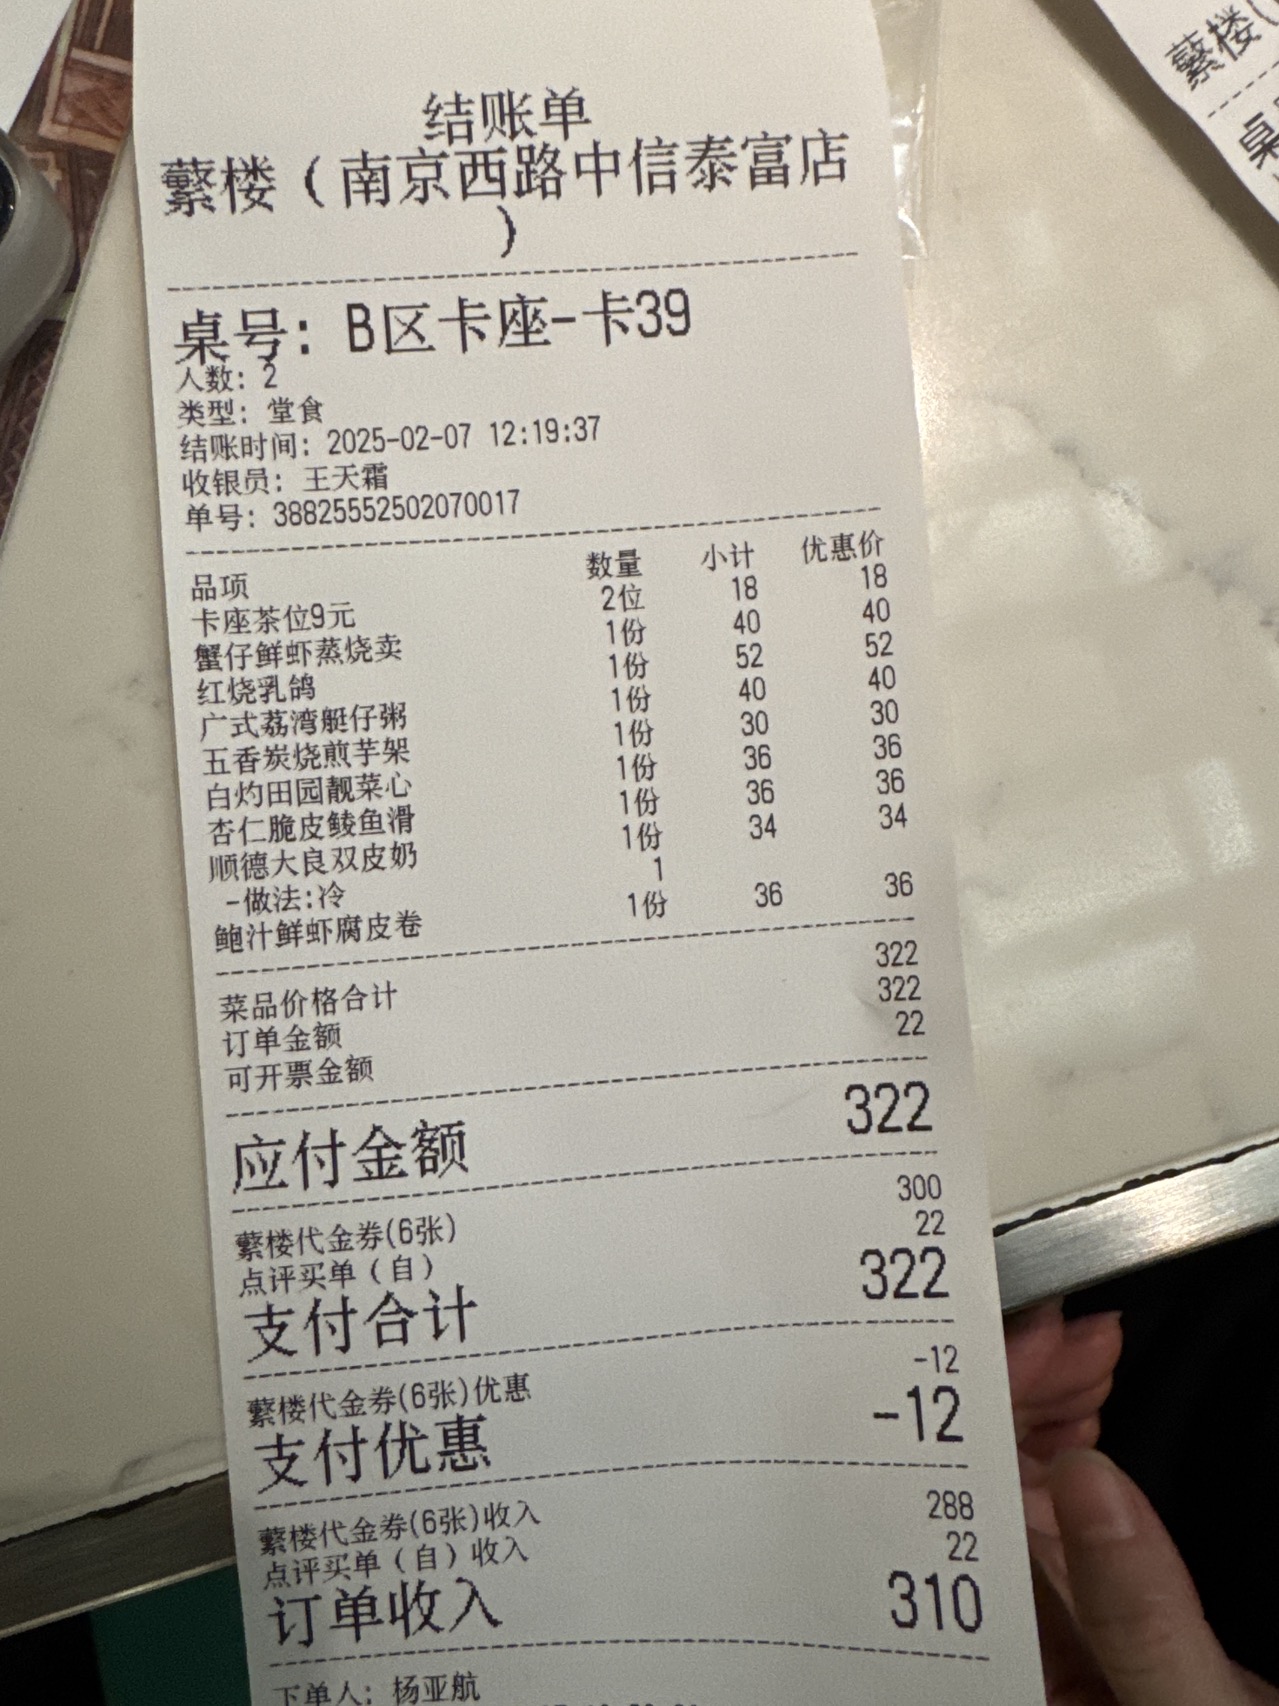 结账单
蘩楼（南京西路中信泰富店
）
桌号: B区卡座-卡39
人数: 2
类型: 堂食
结账时间: 2025-02-07 12:19:37
收银员: 王天霜
单号: 38825552502070017
品项 数量 小计 优惠价
卡座茶位9元 2位 18 18
蟹仔鲜虾蒸烧卖 1份 40 40
红烧乳鸽 1份 52 52
广式荔湾艇仔粥 1份 40 40
五香炭烧煎芋架 1份 30 30
白灼田园靓菜心 1份 36 36
杏仁脆皮鲮鱼滑 1份 36 36
顺德大良双皮奶 1份 34 34
-做法:冷 1
鲍汁鲜虾腐皮卷 1份 36 36
菜品价格合计 322
订单金额 322
可开票金额 22
应付金额 322
蘩楼代金券(6张) 300
点评买单（自） 22
支付合计 322
蘩楼代金券(6张)优惠 -12
支付优惠 -12
蘩楼代金券(6张)收入 288
点评买单（自）收入 22
订单收入 310
下单人: 杨亚航
蘩楼(
桌